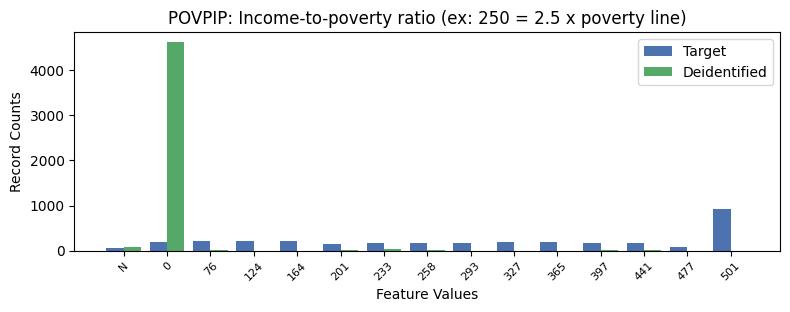 POVPIP: Income-to-poverty ratio (ex: 250 = 2.5 x poverty line)
Target
Deidentified
Record Counts
4000
3000
2000
1000
0
N 0 76 124 164 201 233 258 293 327 365 397 441 477 501
Feature Values